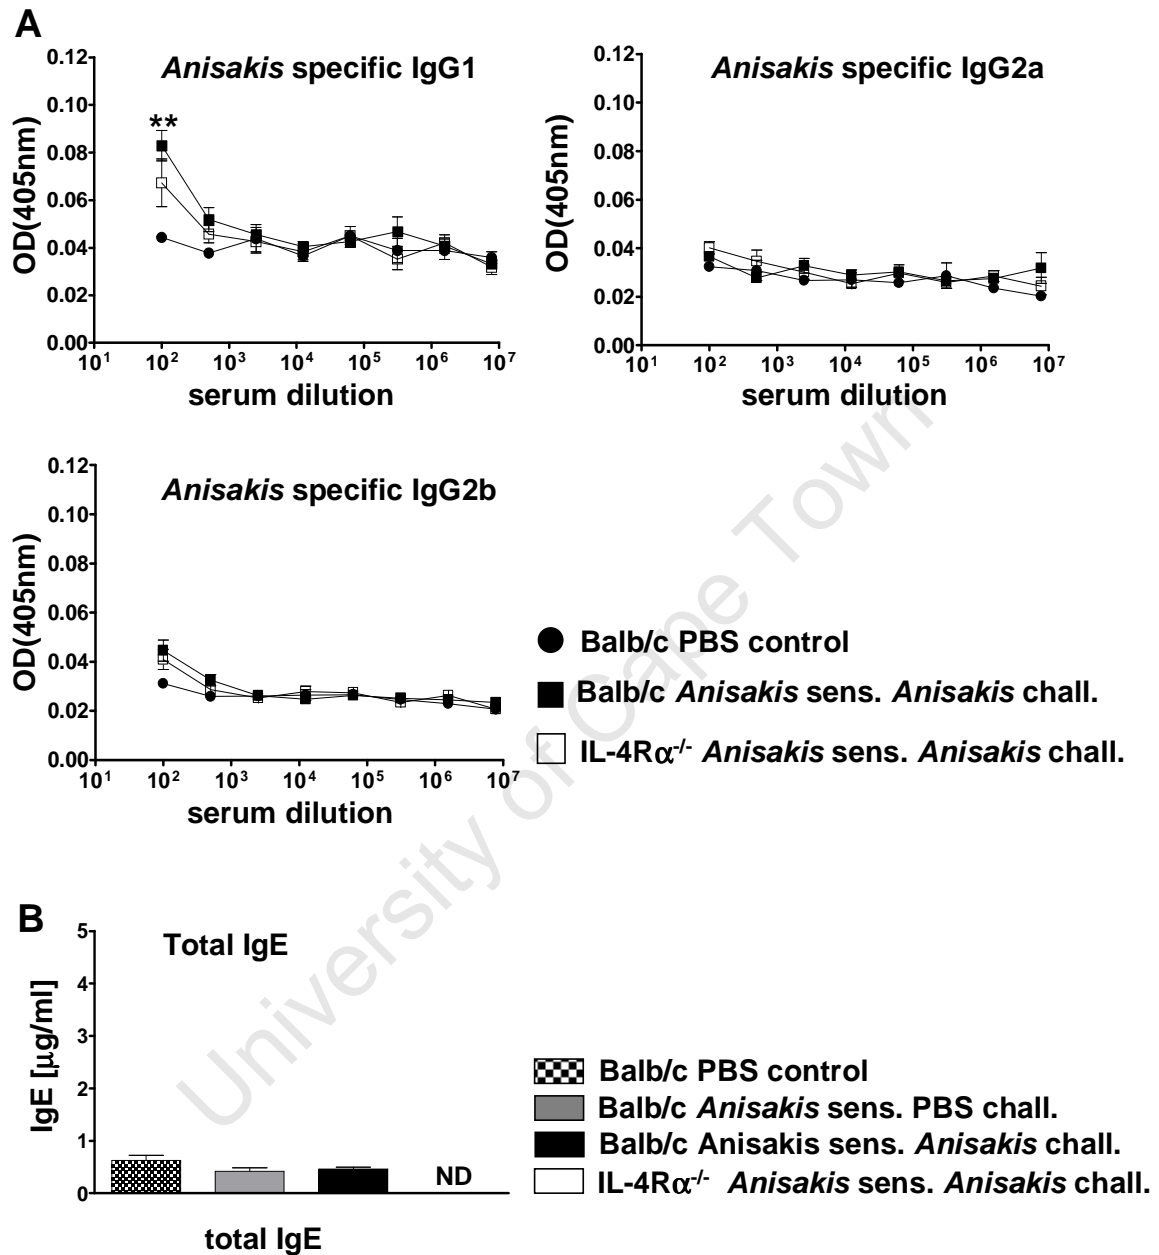 A
Anisakis specific IgG1
0.12
0.10
0.08
0.06
0.04
0.02
0.00
OD(405nm)
**
10¹ 10² 10³ 10⁴ 10⁵ 10⁶ 10⁷
serum dilution
Anisakis specific IgG2a
0.12
0.10
0.08
0.06
0.04
0.02
0.00
OD(405nm)
10¹ 10² 10³ 10⁴ 10⁵ 10⁶ 10⁷
serum dilution
Anisakis specific IgG2b
0.12
0.10
0.08
0.06
0.04
0.02
0.00
OD(405nm)
10¹ 10² 10³ 10⁴ 10⁵ 10⁶ 10⁷
serum dilution
Balb/c PBS control
Balb/c Anisakis sens. Anisakis chall.
IL-4Rα⁻/⁻ Anisakis sens. Anisakis chall.
University of Cape Town
B
Total IgE
5
4
3
2
1
0
IgE [μg/ml]
ND
total IgE
Balb/c PBS control
Balb/c Anisakis sens. PBS chall.
Balb/c Anisakis sens. Anisakis chall.
IL-4Rα⁻/⁻ Anisakis sens. Anisakis chall.